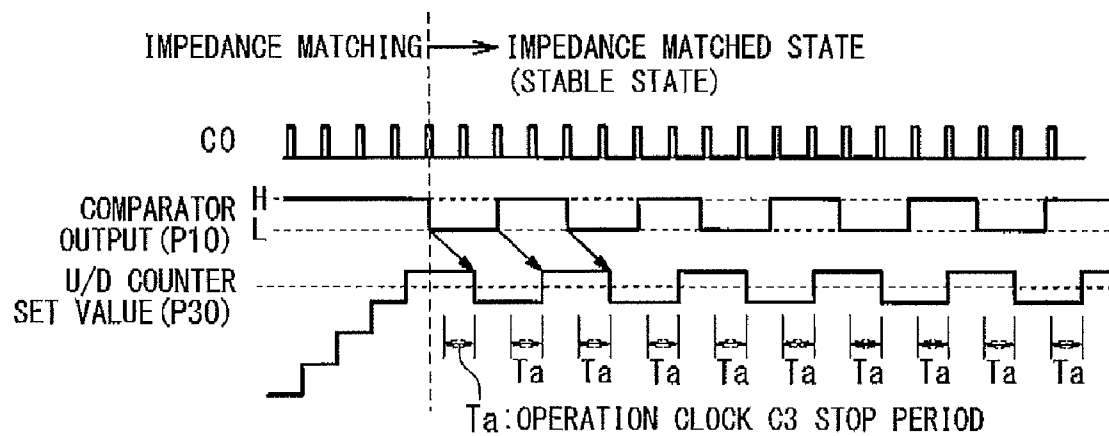 IMPEDANCE MATCHING
IMPEDANCE MATCHED STATE
(STABLE STATE)
C0
COMPARATOR
OUTPUT(P10)
H
L
U/D COUNTER
SET VALUE(P30)
Ta Ta Ta Ta Ta Ta Ta Ta Ta
Ta:OPERATION CLOCK C3 STOP PERIOD